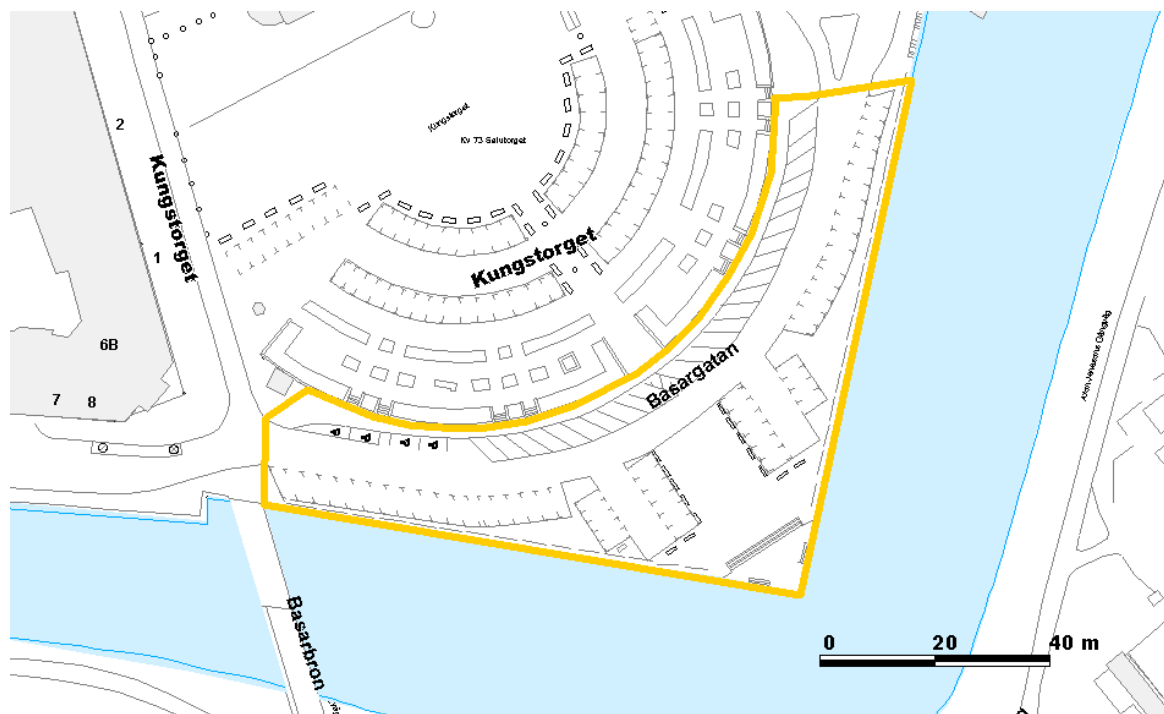 2
Kungstorget
Kungstorget
Kv 73 Salutorget
1
Kungstorget
6B
7 8
Basargatan
P
P
P
P
Basarbron
0 20 40 m